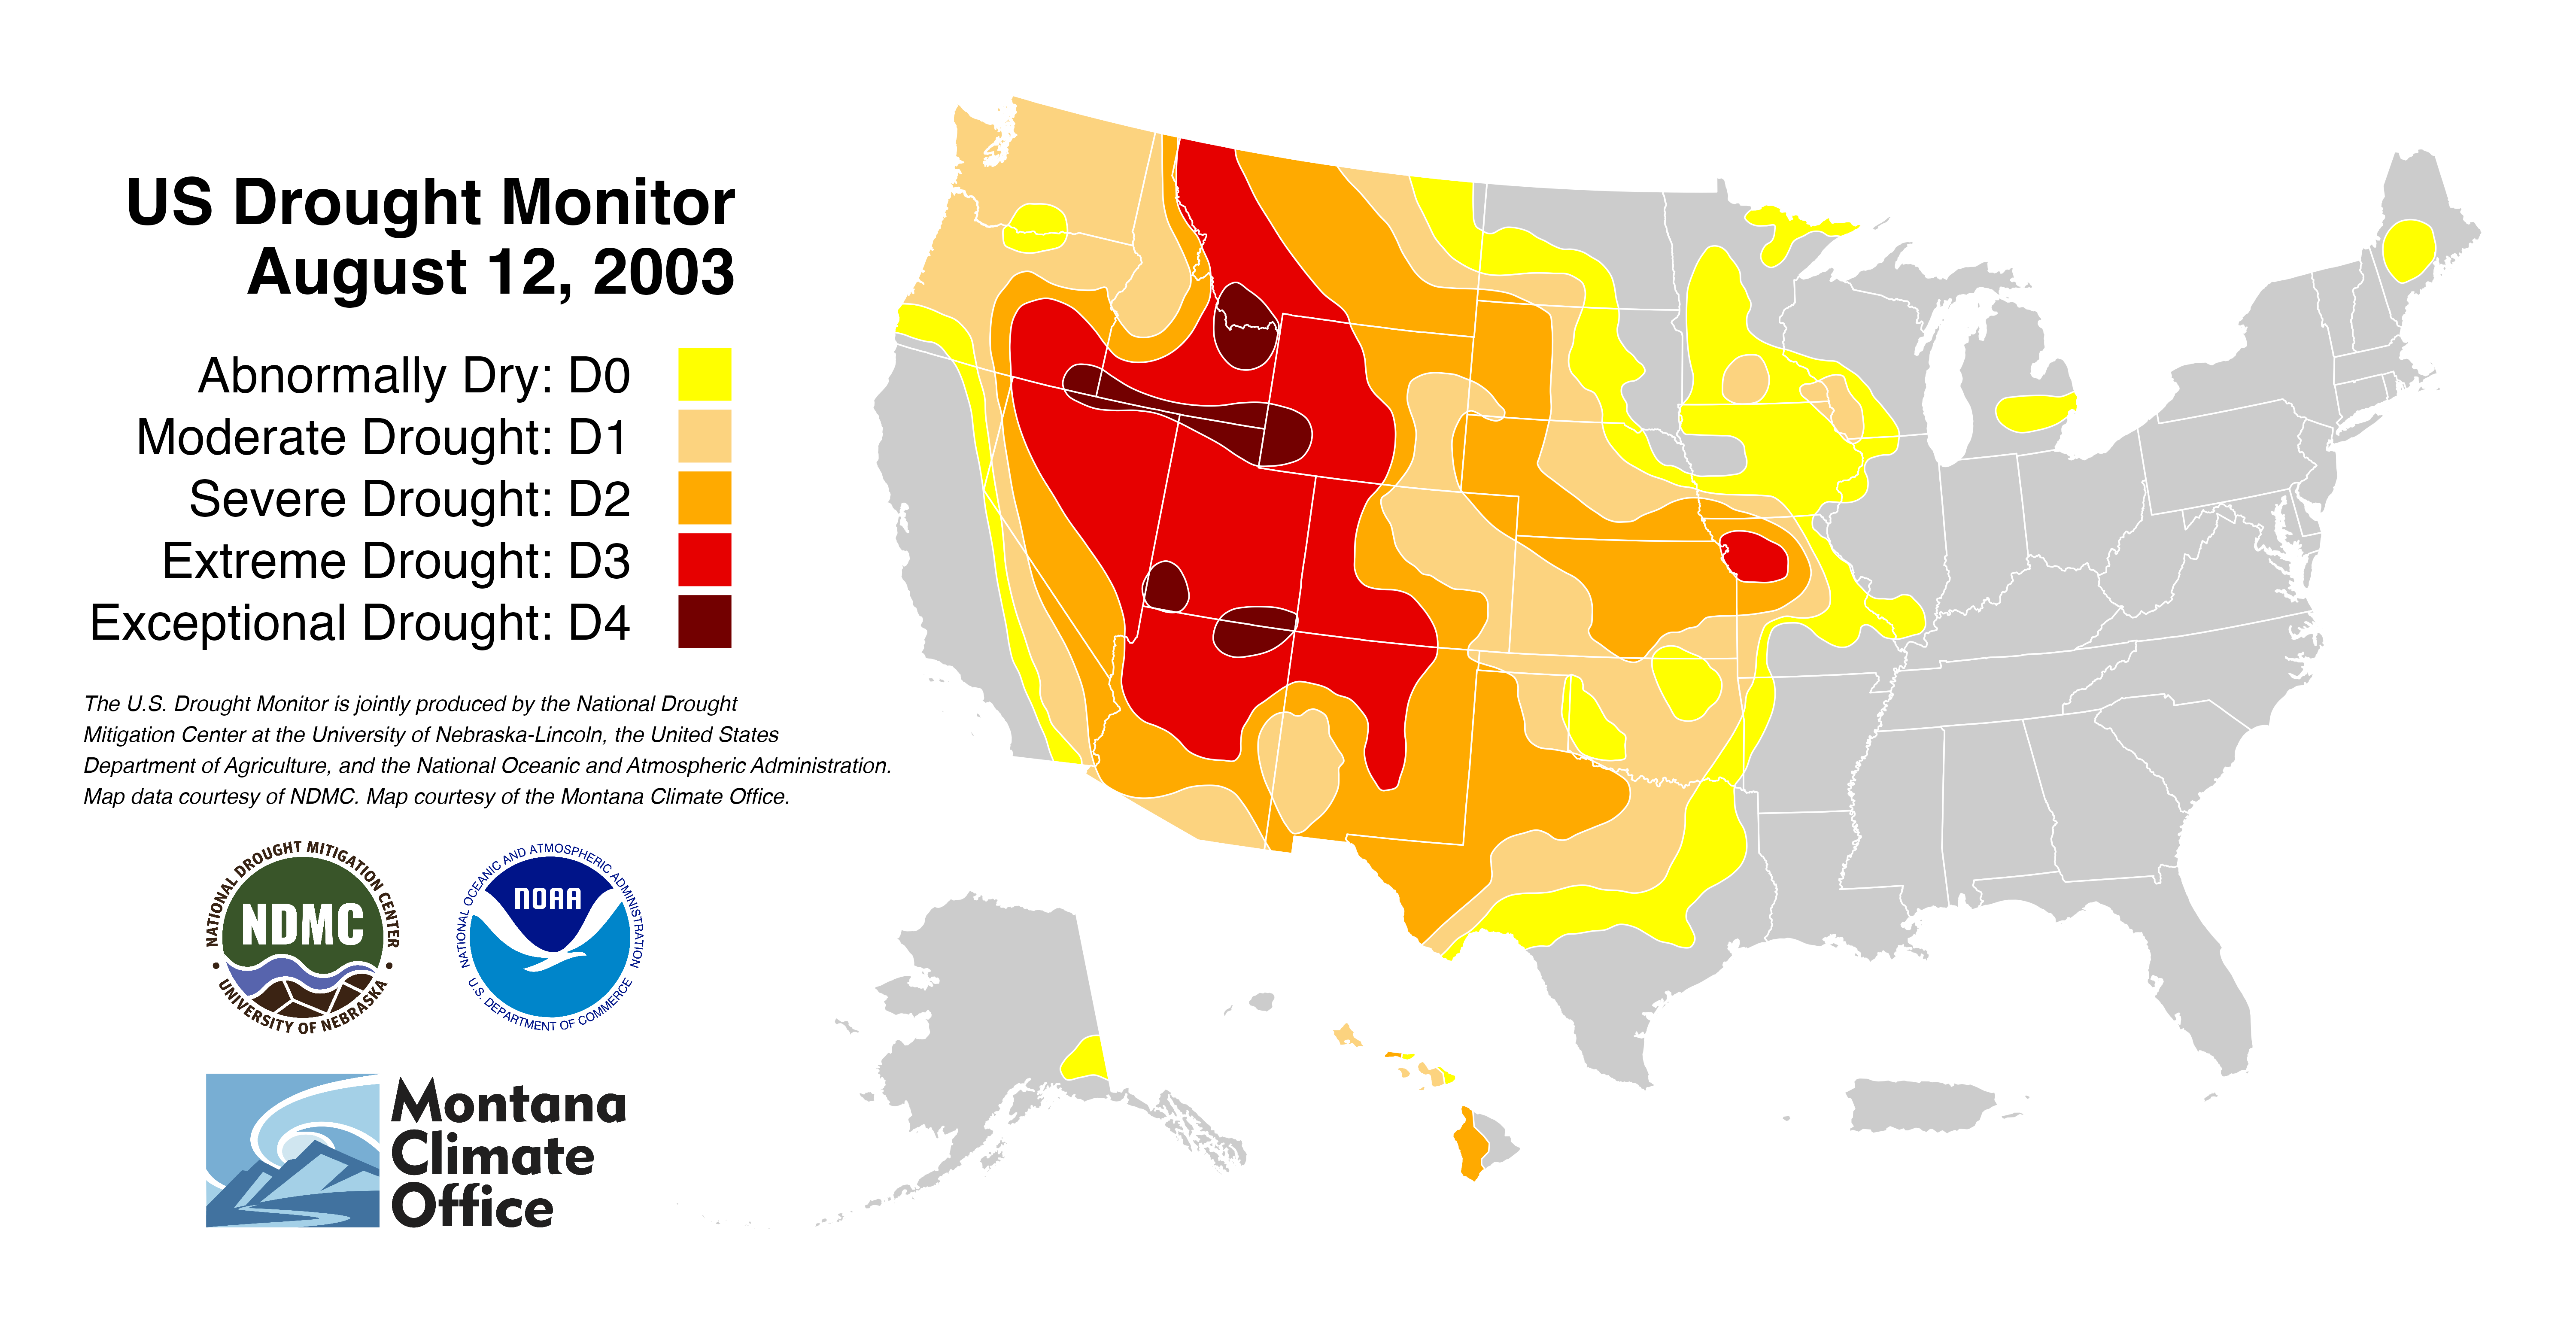 US Drought Monitor
August 12, 2003
Abnormally Dry: D0
Moderate Drought: D1
Severe Drought: D2
Extreme Drought: D3
Exceptional Drought: D4
The U.S. Drought Monitor is jointly produced by the National Drought
Mitigation Center at the University of Nebraska-Lincoln, the United States
Department of Agriculture, and the National Oceanic and Atmospheric Administration.
Map data courtesy of NDMC. Map courtesy of the Montana Climate Office.
NATIONAL DROUGHT MITIGATION CENTER
NDMC
• UNIVERSITY OF NEBRASKA •
NATIONAL OCEANIC AND ATMOSPHERIC ADMINISTRATION
NOAA
U.S. DEPARTMENT OF COMMERCE
Montana
Climate
Office